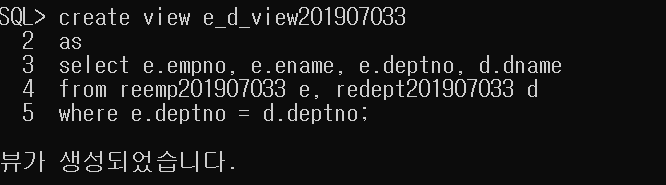 SQL> create view e_d_view201907033
2 as
3 select e.empno, e.ename, e.deptno, d.dname
4 from reemp201907033 e, redept201907033 d
5 where e.deptno = d.deptno;
뷰가 생성되었습니다.